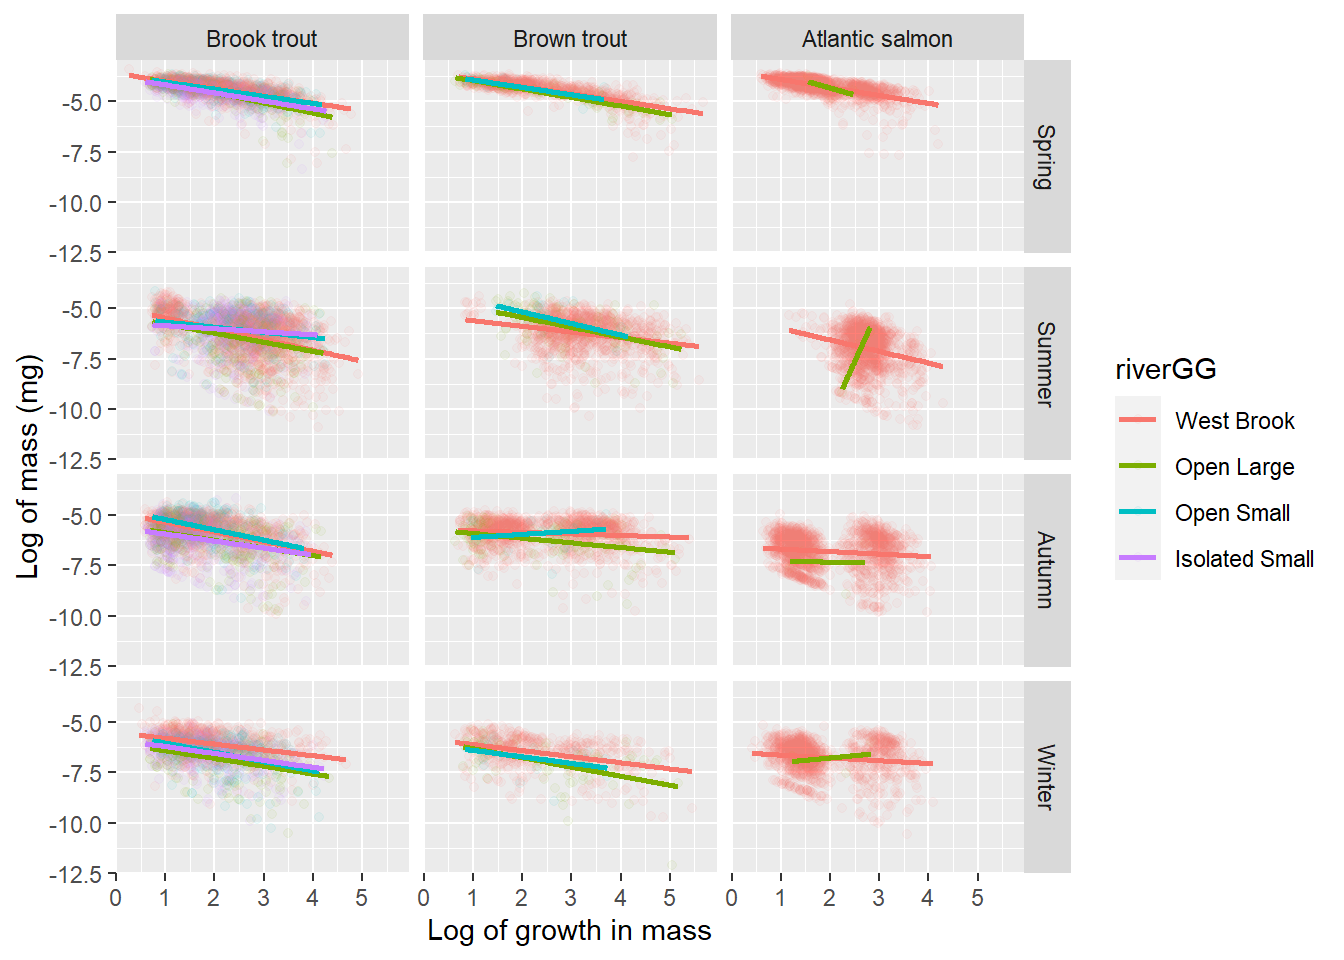 Brook trout
Brown trout
Atlantic salmon
-5.0
-7.5
-10.0
-12.5
Spring
-5.0
-7.5
-10.0
-12.5
Summer
-5.0
-7.5
-10.0
-12.5
Autumn
-5.0
-7.5
-10.0
-12.5
Winter
0 1 2 3 4 5
0 1 2 3 4 5
0 1 2 3 4 5
Log of growth in mass
Log of mass (mg)
riverGG
West Brook
Open Large
Open Small
Isolated Small